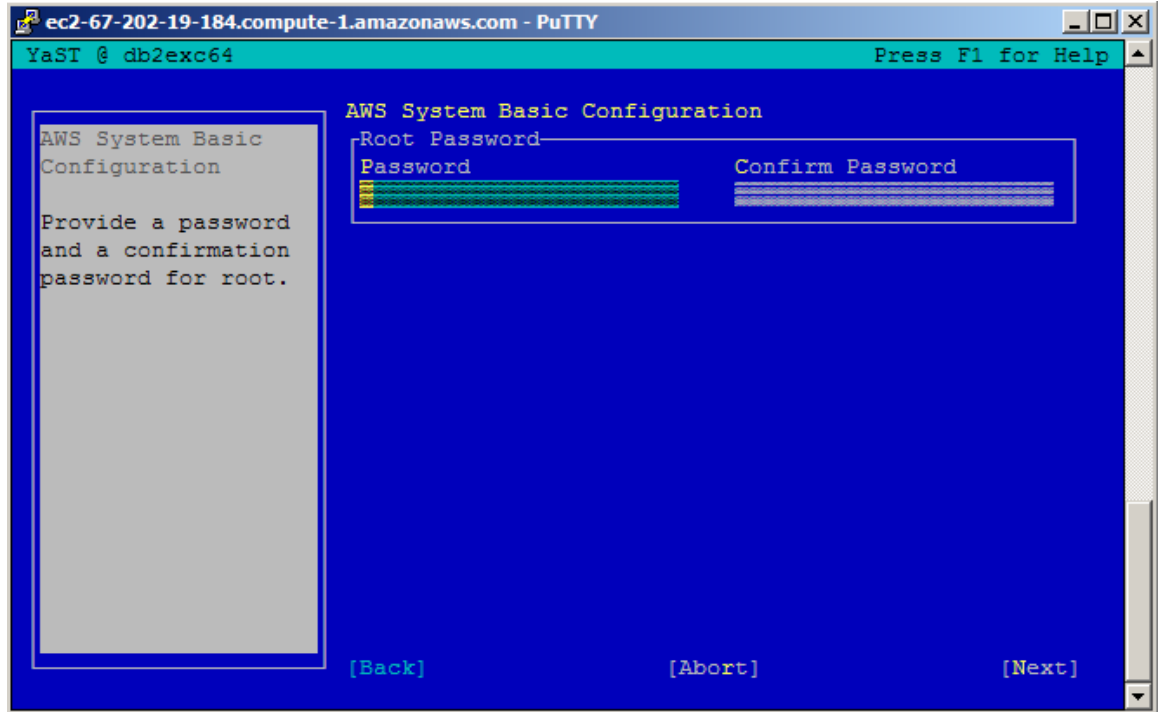 ec2-67-202-19-184.compute-1.amazonaws.com - PuTTY
YaST @ db2exc64 Press F1 for Help
AWS System Basic
Configuration
Provide a password
and a confirmation
password for root.
AWS System Basic Configuration
Root Password
Password Confirm Password
[Back] [Abort] [Next]